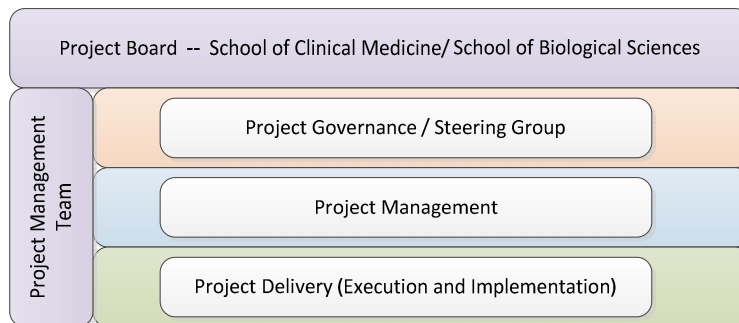 Project Board -- School of Clinical Medicine/ School of Biological Sciences
Project Management
Team
Project Governance / Steering Group
Project Management
Project Delivery (Execution and Implementation)